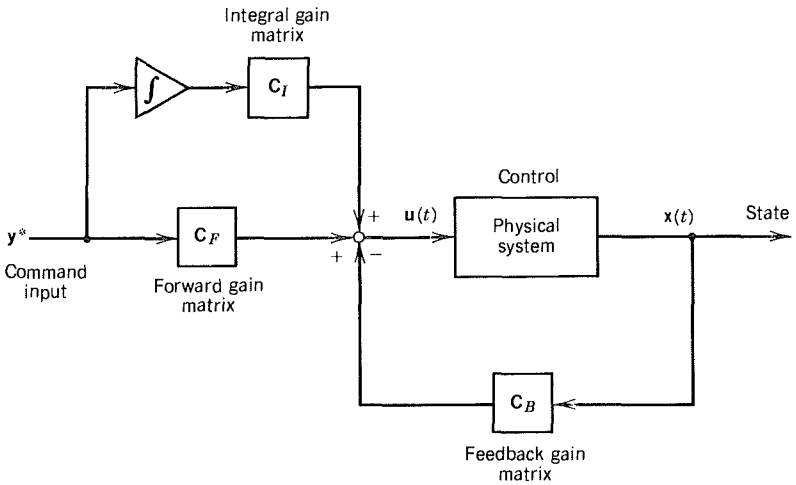 Integral gain
matrix
∫
C_I
Control
y*
Command
input
C_F
Forward gain
matrix
+
+
−
u(t)
Physical
system
x(t)
State
C_B
Feedback gain
matrix